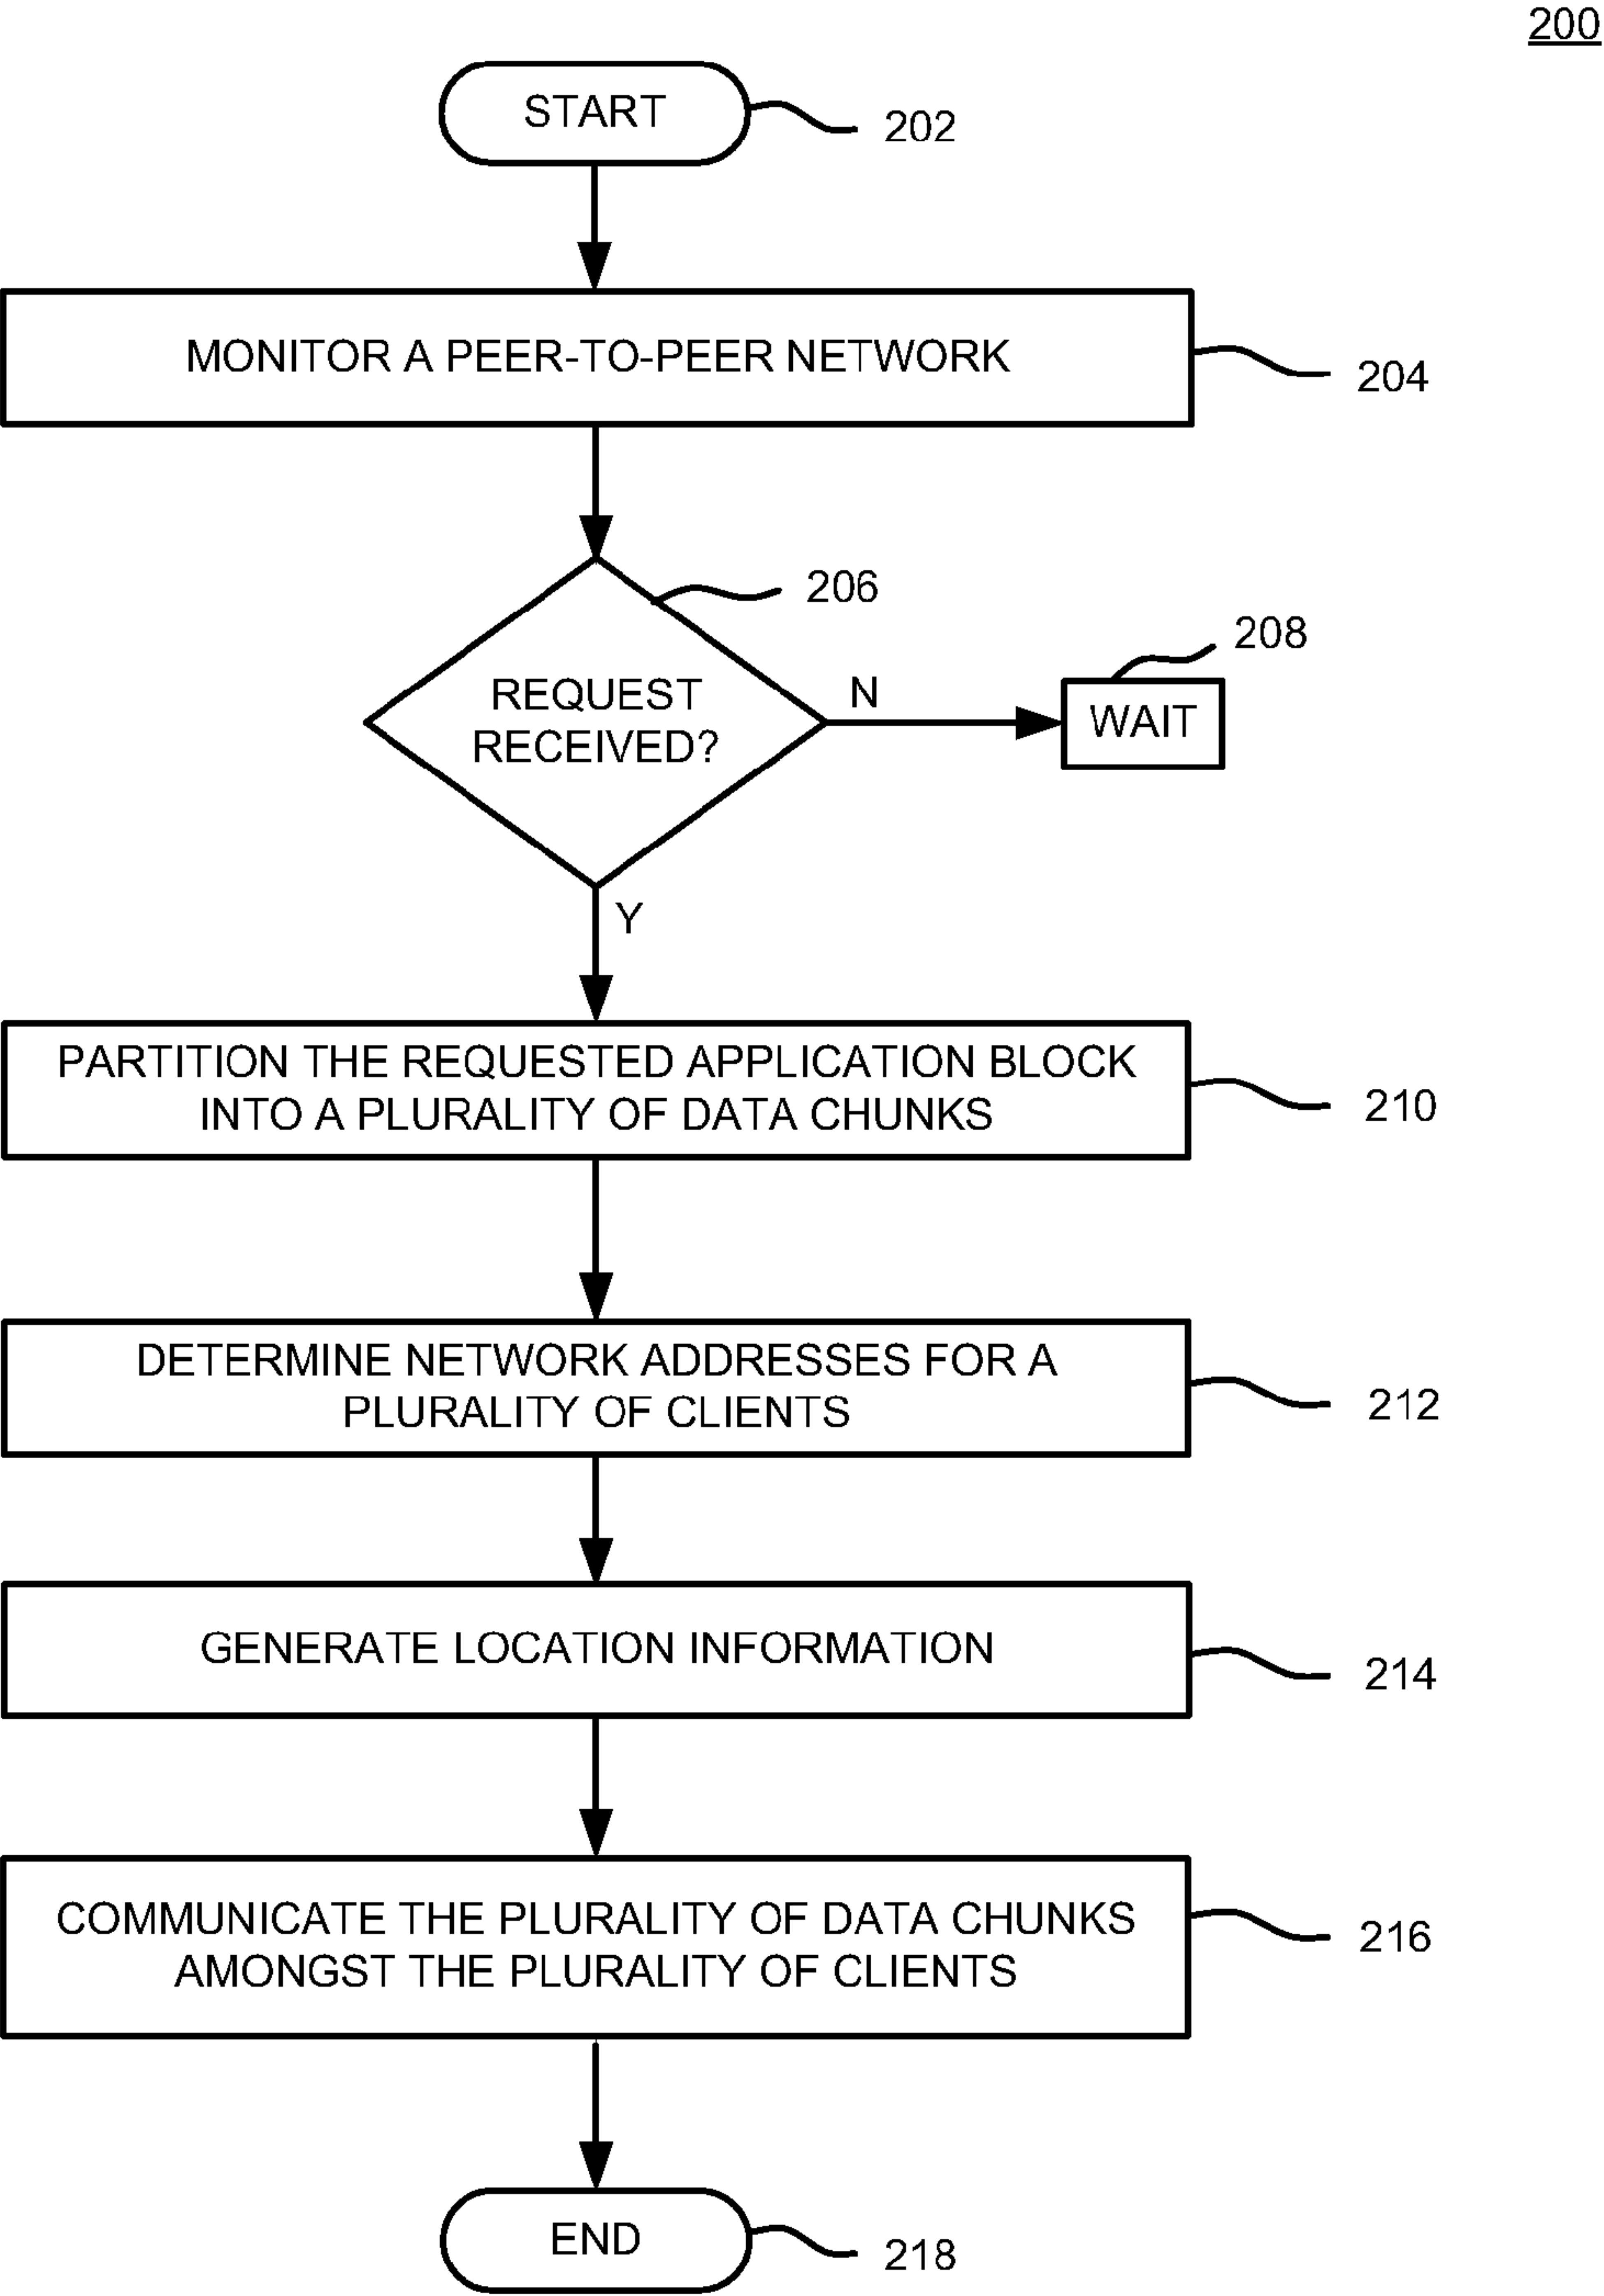 200
START
202
MONITOR A PEER-TO-PEER NETWORK
204
206
REQUEST
RECEIVED?
N
208
WAIT
Y
PARTITION THE REQUESTED APPLICATION BLOCK
INTO A PLURALITY OF DATA CHUNKS
210
DETERMINE NETWORK ADDRESSES FOR A
PLURALITY OF CLIENTS
212
GENERATE LOCATION INFORMATION
214
COMMUNICATE THE PLURALITY OF DATA CHUNKS
AMONGST THE PLURALITY OF CLIENTS
216
END
218